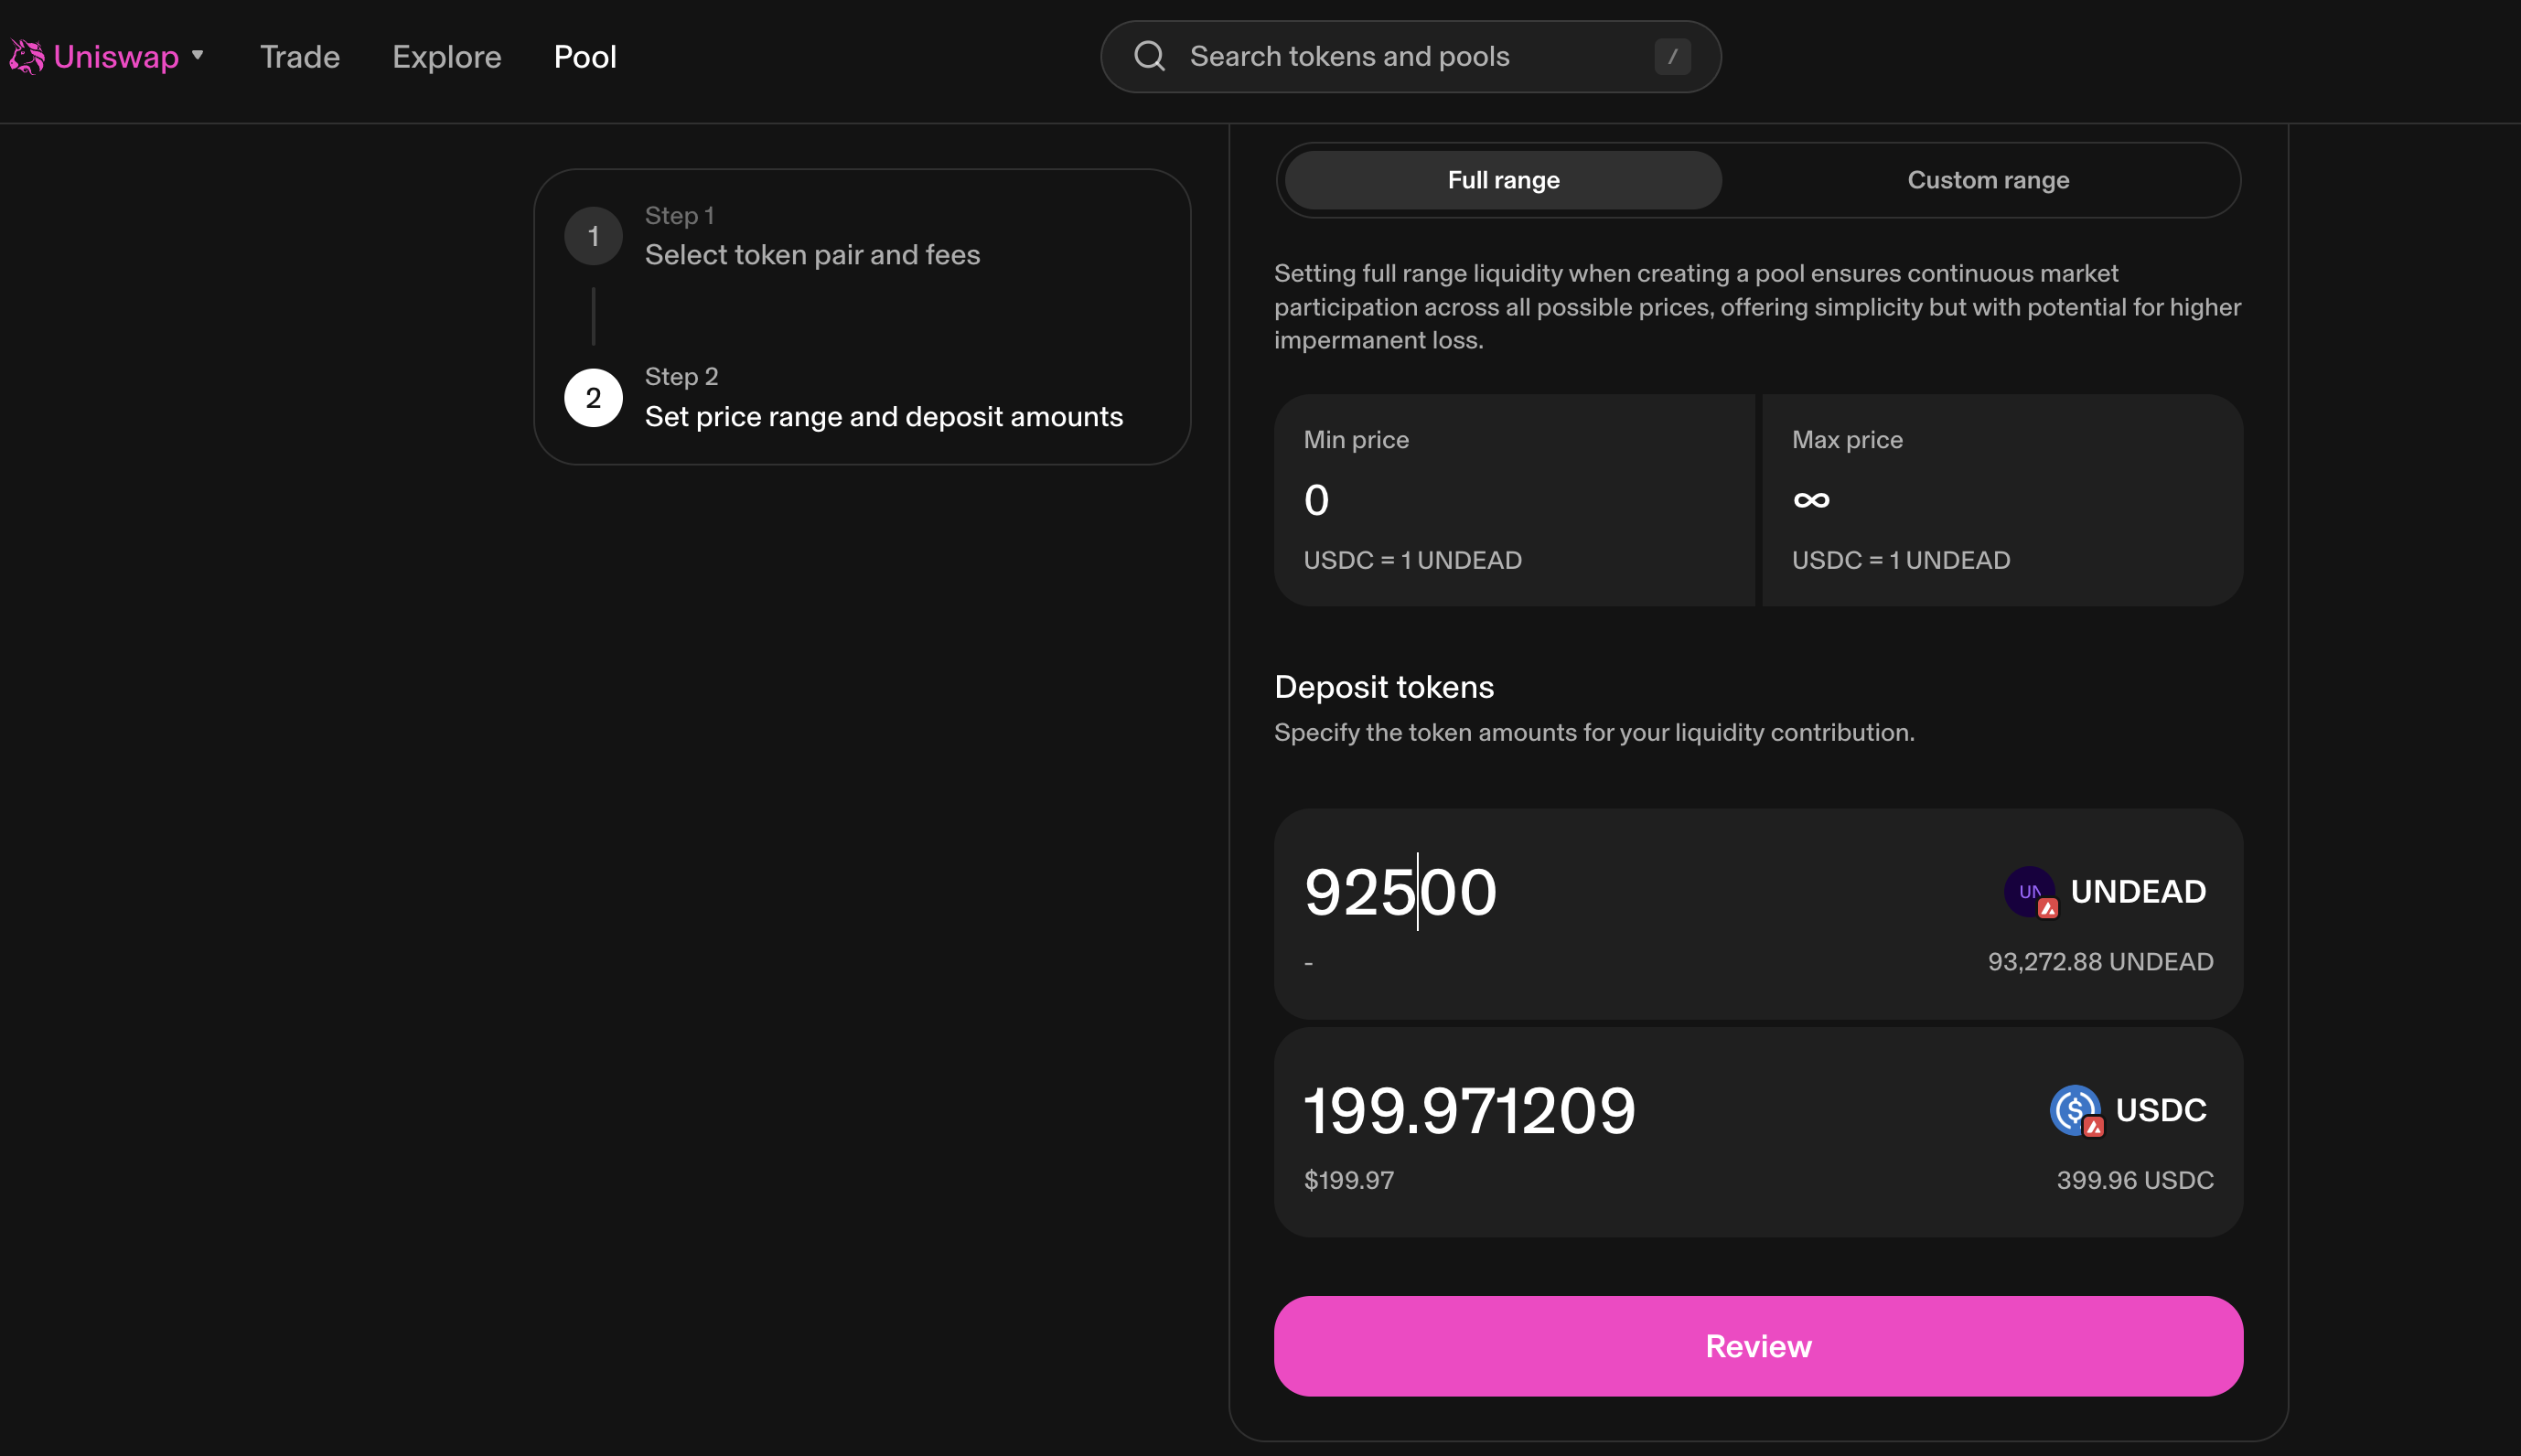 Uniswap
Trade
Explore
Pool
Search tokens and pools
/
1
Step 1
Select token pair and fees
2
Step 2
Set price range and deposit amounts
Full range
Custom range
Setting full range liquidity when creating a pool ensures continuous market
participation across all possible prices, offering simplicity but with potential for higher
impermanent loss.
Min price
0
USDC = 1 UNDEAD
Max price
∞
USDC = 1 UNDEAD
Deposit tokens
Specify the token amounts for your liquidity contribution.
92500
UN
UNDEAD
-
93,272.88 UNDEAD
199.971209
$
USDC
$199.97
399.96 USDC
Review